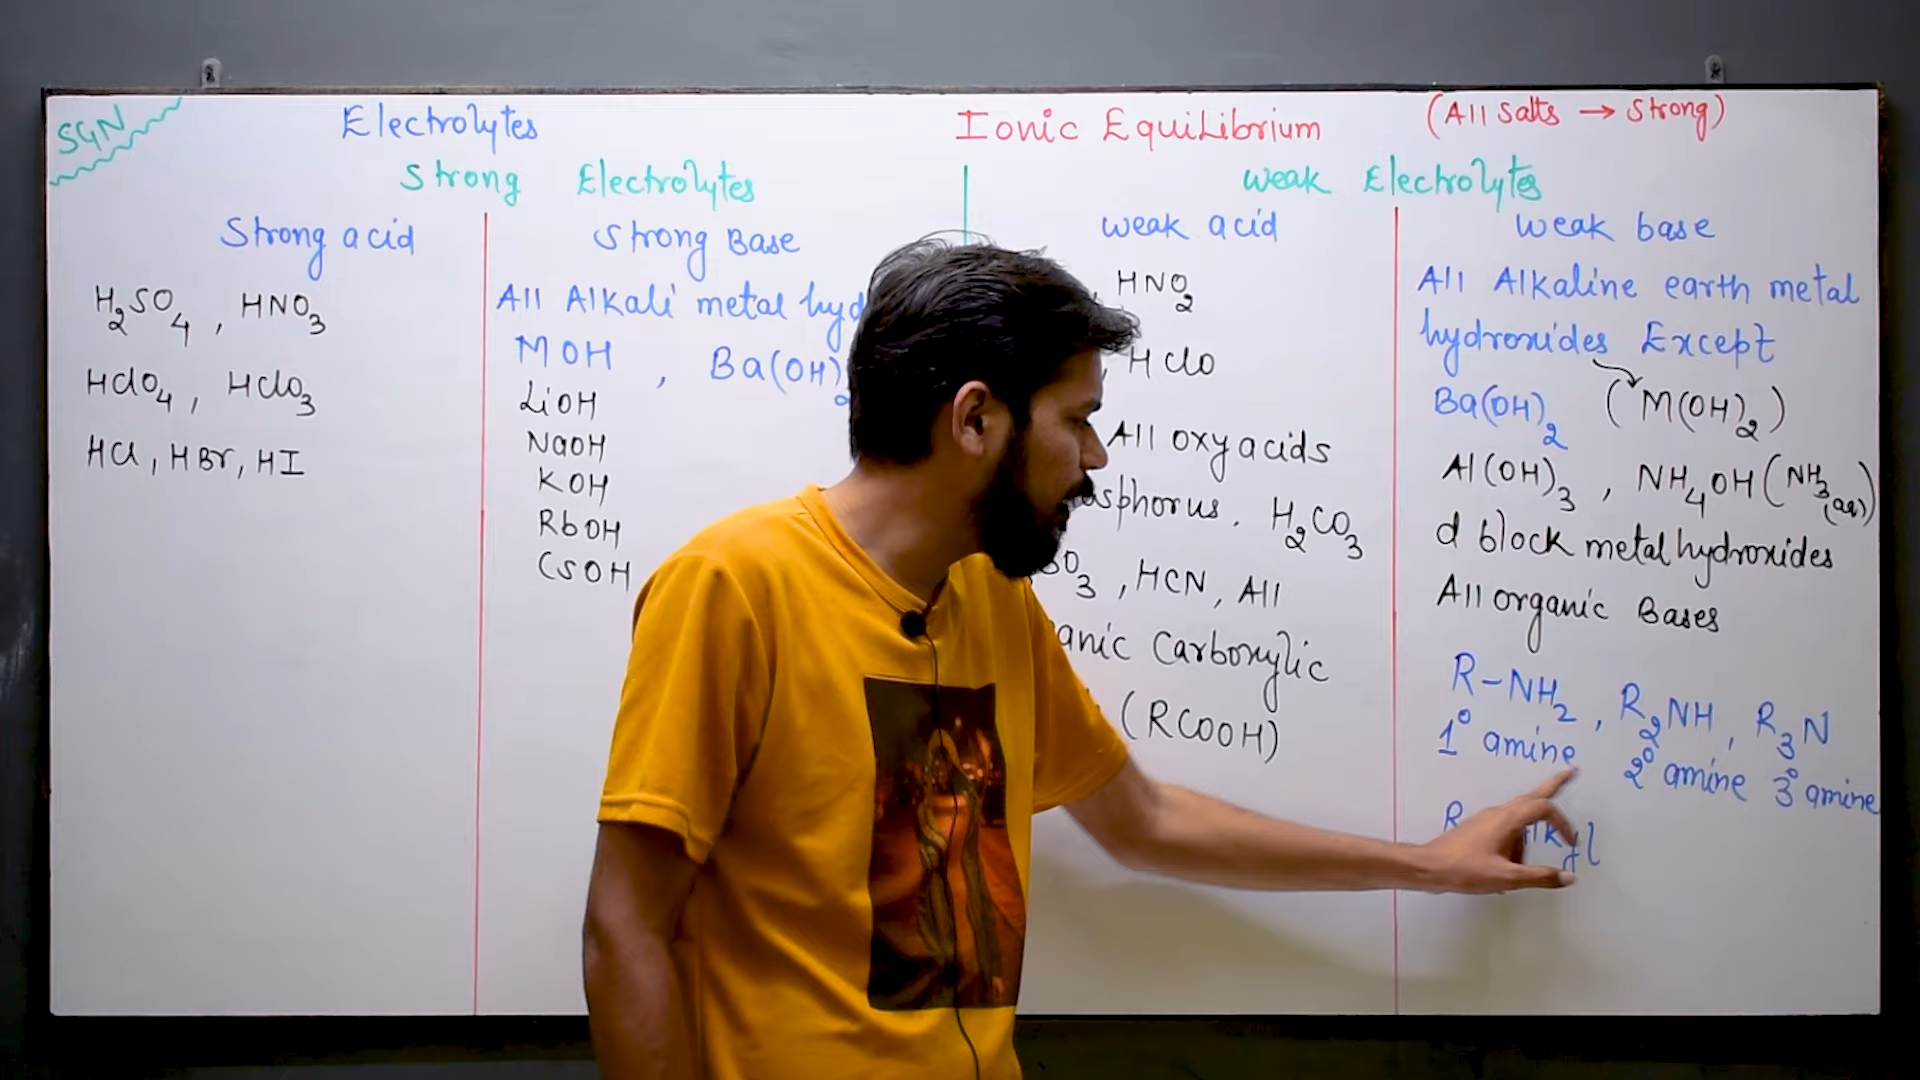 SGN
Electrolytes
Ionic Equilibrium
(All salts → strong)
Strong Electrolytes
weak Electrolytes
Strong acid
H₂SO₄, HNO₃
HClO₄, HClO₃
HCl, HBr, HI
Strong Base
All Alkali metal hyd
MOH, Ba(OH)₂
LiOH
NaOH
KOH
RbOH
CsOH
weak acid
, HNO₂
, HClO
All oxyacids
sphorus. H₂CO₃
SO₃, HCN, All
anic Carboxylic
(RCOOH)
weak base
All Alkaline earth metal
hydroxides Except
Ba(OH)₂ (M(OH)₂)
Al(OH)₃, NH₄OH (NH₃(aq))
d block metal hydroxides
All organic Bases
R-NH₂, R₂NH, R₃N
1° amine 2° amine 3° amine
R lkyl